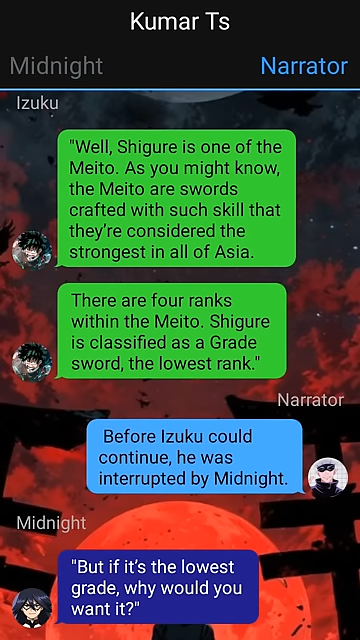 Kumar Ts
Midnight
Narrator
Izuku
"Well, Shigure is one of the
Meito. As you might know,
the Meito are swords
crafted with such skill that
they're considered the
strongest in all of Asia.
There are four ranks
within the Meito. Shigure
is classified as a Grade
sword, the lowest rank."
Narrator
Before Izuku could
continue, he was
interrupted by Midnight.
Midnight
"But if it's the lowest
grade, why would you
want it?"